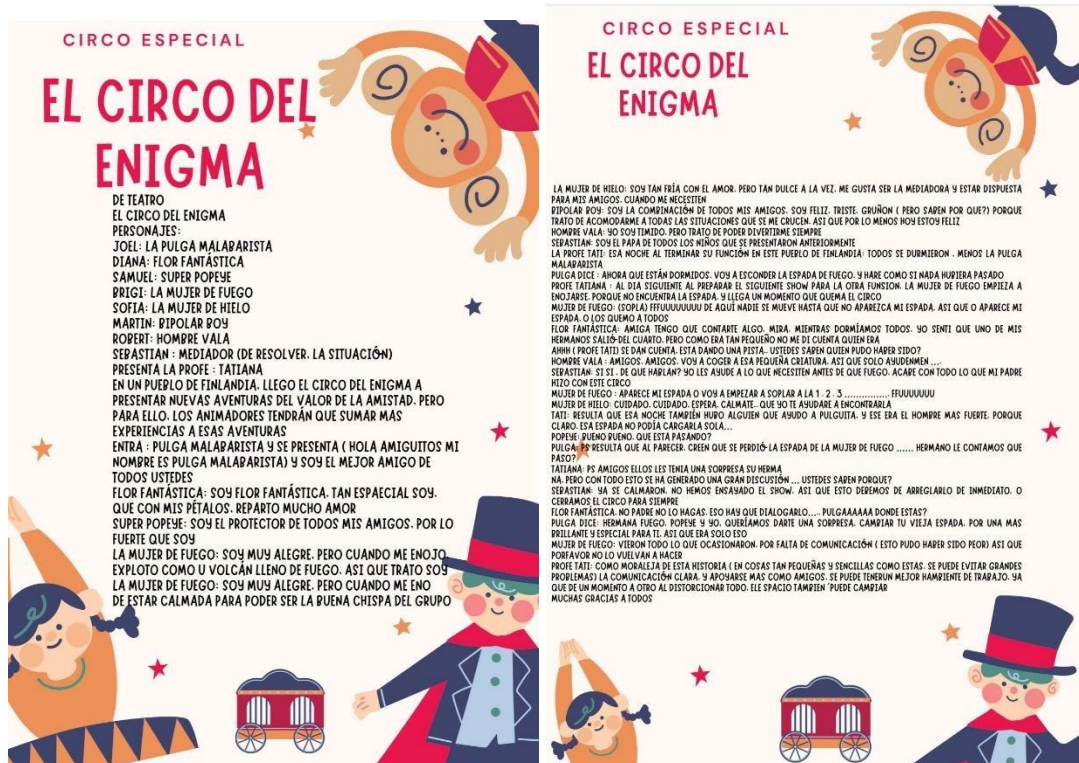 CIRCO ESPECIAL
EL CIRCO DEL
ENIGMA
DE TEATRO
EL CIRCO DEL ENIGMA
PERSONAJES:
JOEL: LA PULGA MALABARISTA
DIANA: FLOR FANTÁSTICA
SAMUEL: SUPER POPEYE
BRIGI: LA MUJER DE FUEGO
SOFIA: LA MUJER DE HIELO
MARTIN: BIPOLAR BOY
ROBERT: HOMBRE VALA
SEBASTIAN : MEDIADOR (DE RESOLVER. LA SITUACIÓN)
PRESENTA LA PROFE : TATIANA
EN UN PUEBLO DE FINLANDIA. LLEGO EL CIRCO DEL ENIGMA A
PRESENTAR NUEVAS AVENTURAS DEL VALOR DE LA AMISTAD. PERO
PARA ELLO. LOS ANIMADORES TENDRÁN QUE SUMAR MAS
EXPERIENCIAS A ESAS AVENTURAS
ENTRA : PULGA MALABARISTA Y SE PRESENTA ( HOLA AMIGUITOS MI
NOMBRE ES PULGA MALABARISTA) Y SOY EL MEJOR AMIGO DE
TODOS USTEDES
FLOR FANTÁSTICA: SOY FLOR FANTÁSTICA. TAN ESPAECIAL SOY.
QUE CON MIS PÉTALOS. REPARTO MUCHO AMOR
SUPER POPEYE: SOY EL PROTECTOR DE TODOS MIS AMIGOS. POR LO
FUERTE QUE SOY
LA MUJER DE FUEGO: SOY MUY ALEGRE. PERO CUANDO ME ENOJO
EXPLOTO COMO U VOLCÁN LLENO DE FUEGO. ASI QUE TRATO SOY
LA MUJER DE FUEGO: SOY MUY ALEGRE. PERO CUANDO ME ENO
DE ESTAR CALMADA PARA PODER SER LA BUENA CHISPA DEL GRUPO
CIRCO ESPECIAL
EL CIRCO DEL
ENIGMA
LA MUJER DE HIELO: SOY TAN FRÍA CON EL AMOR. PERO TAN DULCE A LA VEZ. ME GUSTA SER LA MEDIADORA Y ESTAR DISPUESTA
PARA MIS AMIGOS. CUANDO ME NECESITEN
BIPOLAR BOY: SOY LA COMBINACIÓN DE TODOS MIS AMIGOS. SOY FELIZ. TRISTE. GRUÑON ( PERO SABEN POR QUE?) PORQUE
TRATO DE ACOMODARME A TODAS LAS SITUACIONES QUE SE ME CRUCEN. ASI QUE POR LO MENOS HOY ESTOY FELIZ
HOMBRE VALA: YO SOY TIMIDO. PERO TRATO DE PODER DIVERTIRME SIEMPRE
SEBASTIAN: SOY EL PAPA DE TODOS LOS NIÑOS QUE SE PRESENTARON ANTERIORMENTE
LA PROFE TATI: ESA NOCHE AL TERMINAR SU FUNCIÓN EN ESTE PUEBLO DE FINLANDIA: TODOS SE DURMIERON . MENOS LA PULGA
MALABARISTA
PULGA DICE : AHORA QUE ESTÁN DORMIDOS. VOY A ESCONDER LA ESPADA DE FUEGO. Y HARE COMO SI NADA HUBIERA PASADO
PROFE TATIANA : AL DIA SIGUIENTE AL PREPARAR EL SIGUIENTE SHOW PARA LA OTRA FUNSION. LA MUJER DE FUEGO EMPIEZA A
ENOJARSE. PORQUE NO ENCUENTRA LA ESPADA. Y LLEGA UN MOMENTO QUE QUEMA EL CIRCO
MUJER DE FUEGO: (SOPLA) FFFUUUUUUUU DE AQUÍ NADIE SE MUEVE HASTA QUE NO APAREZCA MI ESPADA. ASI QUE O APARECE MI
ESPADA. O LOS QUEMO A TODOS
FLOR FANTÁSTICA: AMIGA TENGO QUE CONTARTE ALGO. MIRA. MIENTRAS DORMÍAMOS TODOS. YO SENTI QUE UNO DE MIS
HERMANOS SALIÓ DEL CUARTO. PERO COMO ERA TAN PEQUEÑO NO ME DI CUENTA QUIEN ERA
AHHH ( PROFE TATI) SE DAN CUENTA. ESTA DANDO UNA PISTA.. USTEDES SABEN QUIEN PUDO HABER SIDO?
HOMBRE VALA : AMIGOS. AMIGOS. VOY A COGER A ESA PEQUEÑA CRIATURA. ASI QUE SOLO AYUDENMEN ....
SEBASTIAN: SI SI . DE QUE HABLAN? YO LES AYUDE A LO QUE NECESITEN ANTES DE QUE FUEGO. ACABE CON TODO LO QUE MI PADRE
HIZO CON ESTE CIRCO
MUJER DE FUEGO : APARECE MI ESPADA O VOY A EMPEZAR A SOPLAR A LA 1 . 2 . 3 ............... FFUUUUUUU
MUJER DE HIELO: CUIDADO. CUIDADO. ESPERA. CALMATE.. QUE YO TE AYUDARE A ENCONTRARLA
TATI: RESULTA QUE ESA NOCHE TAMBIÉN HUBO ALGUIEN QUE AYUDO A PULGUITA. Y ESE ERA EL HOMBRE MAS FUERTE. PORQUE
CLARO. ESA ESPADA NO PODÍA CARGARLA SOLA...
POPEYE: BUENO BUENO. QUE ESTA PASANDO?
PULGA: PS RESULTA QUE AL PARECER. CREEN QUE SE PERDIÓ LA ESPADA DE LA MUJER DE FUEGO ...... HERMANO LE CONTAMOS QUE
PASO?
TATIANA: PS AMIGOS ELLOS LES TENIA UNA SORPRESA SU HERMA
NA. PERO CON TODO ESTO SE HA GENERADO UNA GRAN DISCUSIÓN ... USTEDES SABEN PORQUE?
SEBASTIAN: YA SE CALMARON. NO HEMOS ENSAYADO EL SHOW. ASI QUE ESTO DEREMOS DE ARREGLARLO DE INMEDIATO. O
CERRAMOS EL CIRCO PARA SIEMPRE
FLOR FANTÁSTICA. NO PADRE NO LO HAGAS. ESO HAY QUE DIALOGARLO..... PULGAAAAAA DONDE ESTAS?
PULGA DICE: HERMANA FUEGO. POPEYE Y YO. QUERÍAMOS DARTE UNA SORPRESA. CAMBIAR TU VIEJA ESPADA. POR UNA MAS
BRILLANTE Y ESPECIAL PARA TI. ASI QUE ERA SOLO ESO
MUJER DE FUEGO: VIERON TODO LO QUE OCASIONARON. POR FALTA DE COMUNICACIÓN ( ESTO PUDO HABER SIDO PEOR) ASI QUE
PORFAVOR NO LO VUELVAN A HACER
PROFE TATI: COMO MORALEJA DE ESTA HISTORIA ( EN COSAS TAN PEQUEÑAS Y SENCILLAS COMO ESTAS. SE PUEDE EVITAR GRANDES
PROBLEMAS) LA COMUNICACIÓN CLARA. Y APOYARSE MAS COMO AMIGOS. SE PUEDE TENERUN MEJOR HAMBIENTE DE TRABAJO. YA
QUE DE UN MOMENTO A OTRO AL DISTORCIONAR TODO. ELE SPACIO TAMBIEN ¨PUEDE CAMBIAR
MUCHAS GRACIAS A TODOS